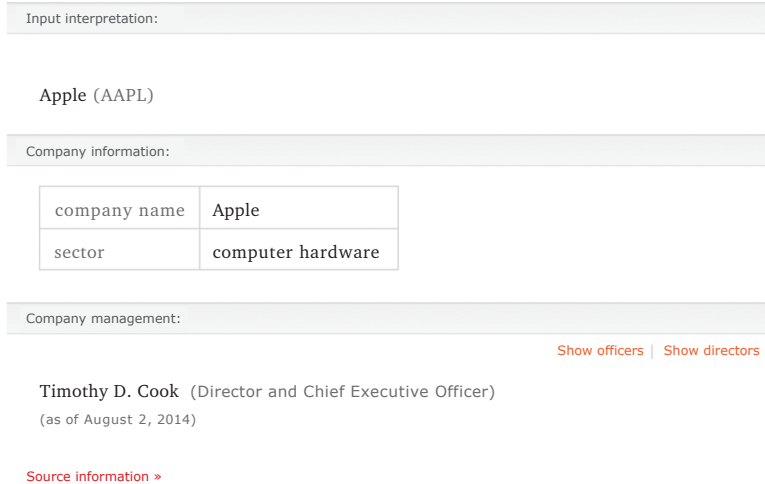 Input interpretation:
Apple (AAPL)
Company information:
company name Apple
sector computer hardware
Company management:
Show officers | Show directors
Timothy D. Cook (Director and Chief Executive Officer)
(as of August 2, 2014)
Source information »